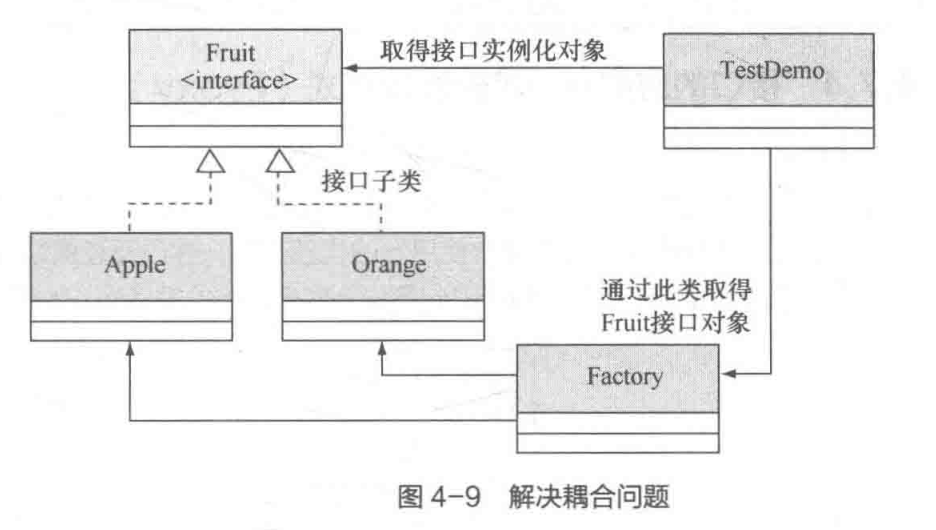 Fruit
<interface>
取得接口实例化对象
TestDemo
接口子类
Apple
Orange
通过此类取得
Fruit接口对象
Factory
图 4-9 解决耦合问题